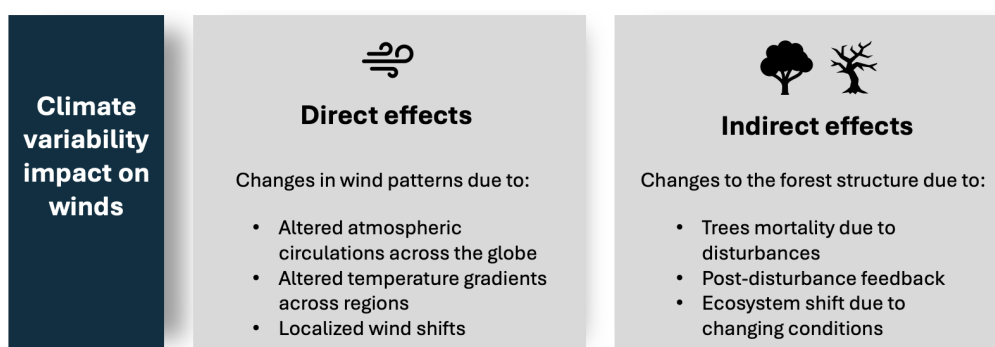 Climate
variability
impact on
winds
Direct effects
Changes in wind patterns due to:
• Altered atmospheric
circulations across the globe
• Altered temperature gradients
across regions
• Localized wind shifts
Indirect effects
Changes to the forest structure due to:
• Trees mortality due to
disturbances
• Post-disturbance feedback
• Ecosystem shift due to
changing conditions